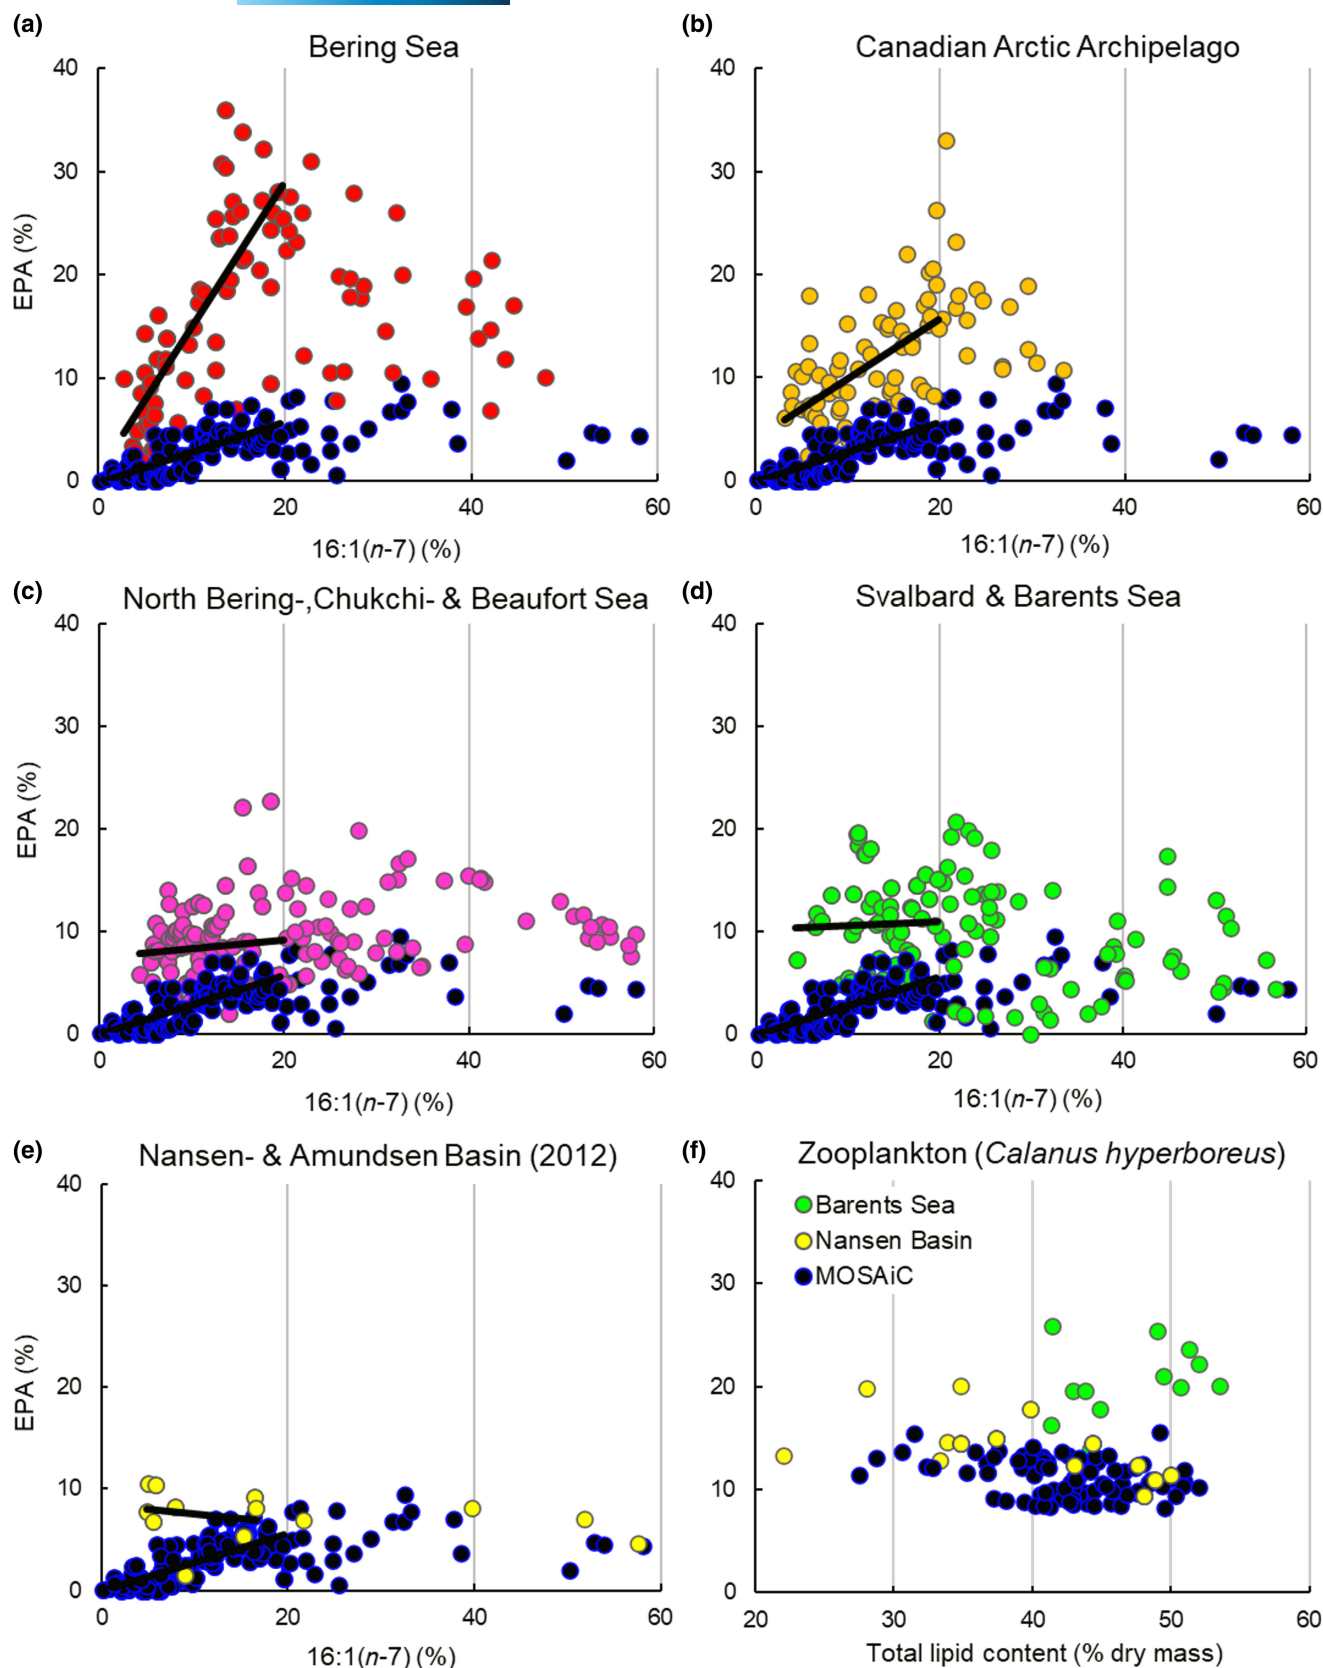 (a)
Bering Sea
40
30
20
10
0
EPA (%)
0 20 40 60
16:1(n-7) (%)
(b)
Canadian Arctic Archipelago
40
30
20
10
0
0 20 40 60
16:1(n-7) (%)
(c)
North Bering-,Chukchi- & Beaufort Sea
40
30
20
10
0
EPA (%)
0 20 40 60
16:1(n-7) (%)
(d)
Svalbard & Barents Sea
40
30
20
10
0
0 20 40 60
16:1(n-7) (%)
(e)
Nansen- & Amundsen Basin (2012)
40
30
20
10
0
EPA (%)
0 20 40 60
16:1(n-7) (%)
(f)
Zooplankton (Calanus hyperboreus)
40
30
20
10
0
Barents Sea
Nansen Basin
MOSAiC
20 30 40 50 60
Total lipid content (% dry mass)